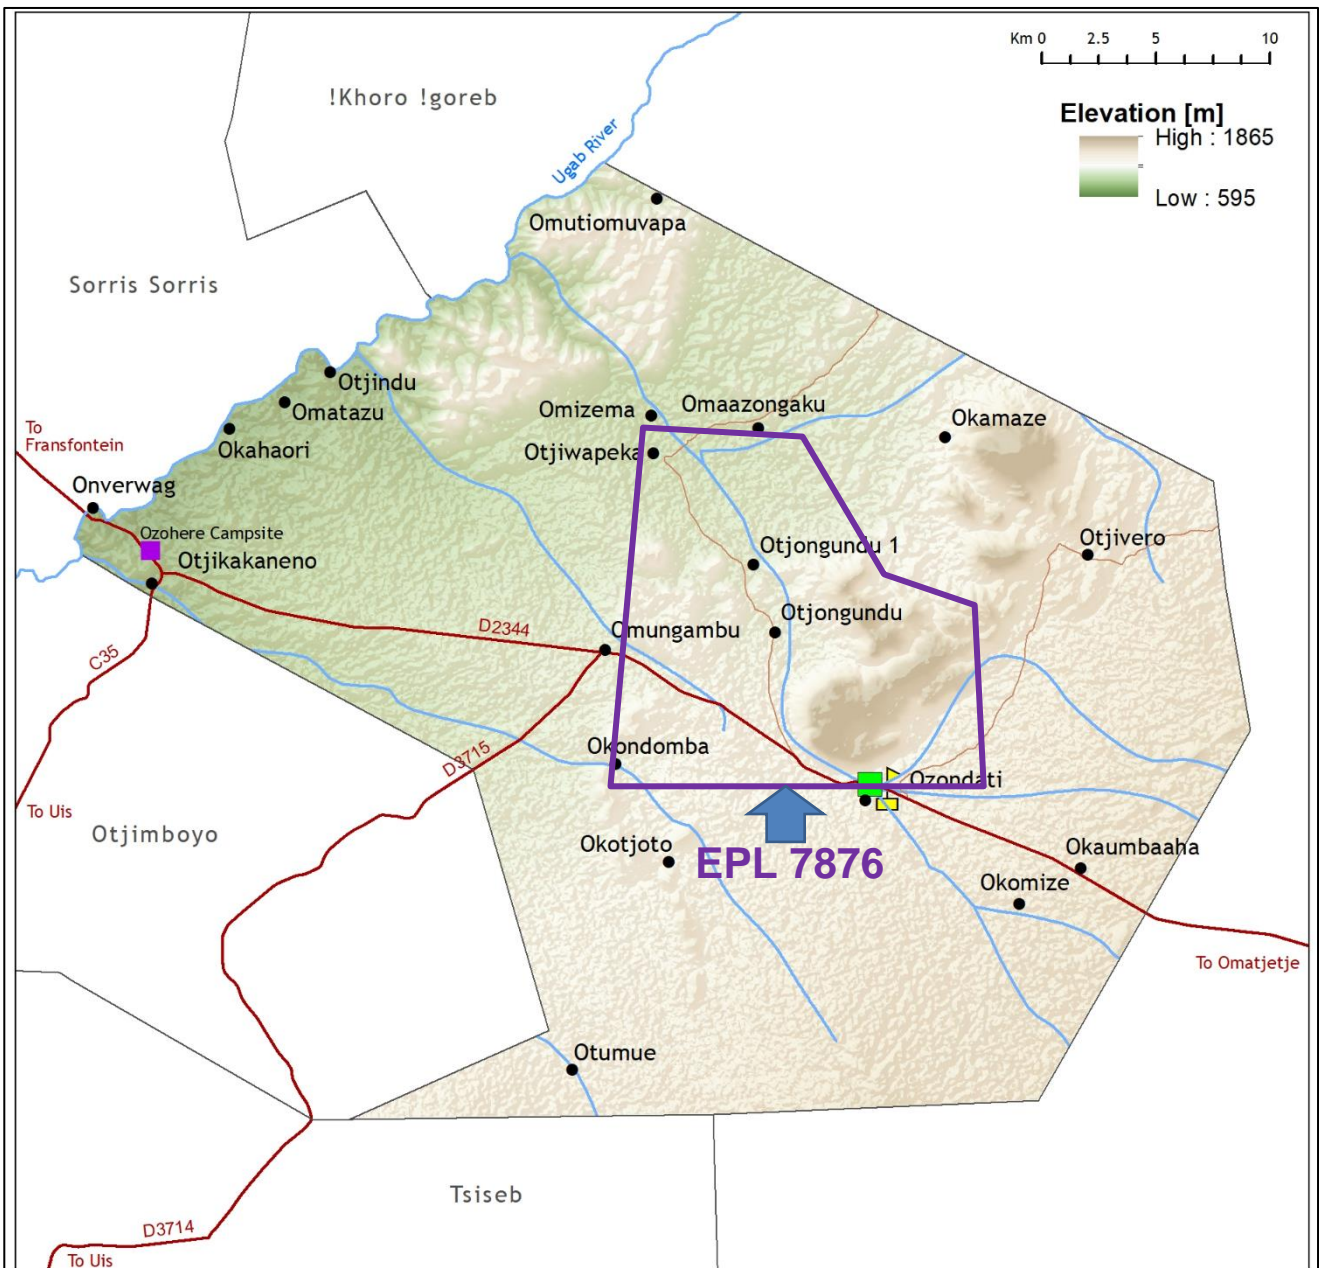 Km 0 2.5 5 10
!Khoro !goreb
Elevation [m]
High : 1865
Low : 595
Ugab River
Omutiomuvapa
Sorris Sorris
Otjindu
Omatazu
Okahaori
Omizema
Omaazongaku
Okamaze
To
Fransfontein
Otjiwapeka
Onverwag
Ozohere Campsite
Otjikakaneno
Otjongundu 1
Otjivero
Otjongundu
D2344
Omungambu
C35
Okondomba
D3715
Ozondati
To Uis
Otjimboyo
Okotjoto
EPL 7876
Okaumbaaha
Okomize
To Omatjetje
Otumue
Tsiseb
D3714
To Uis